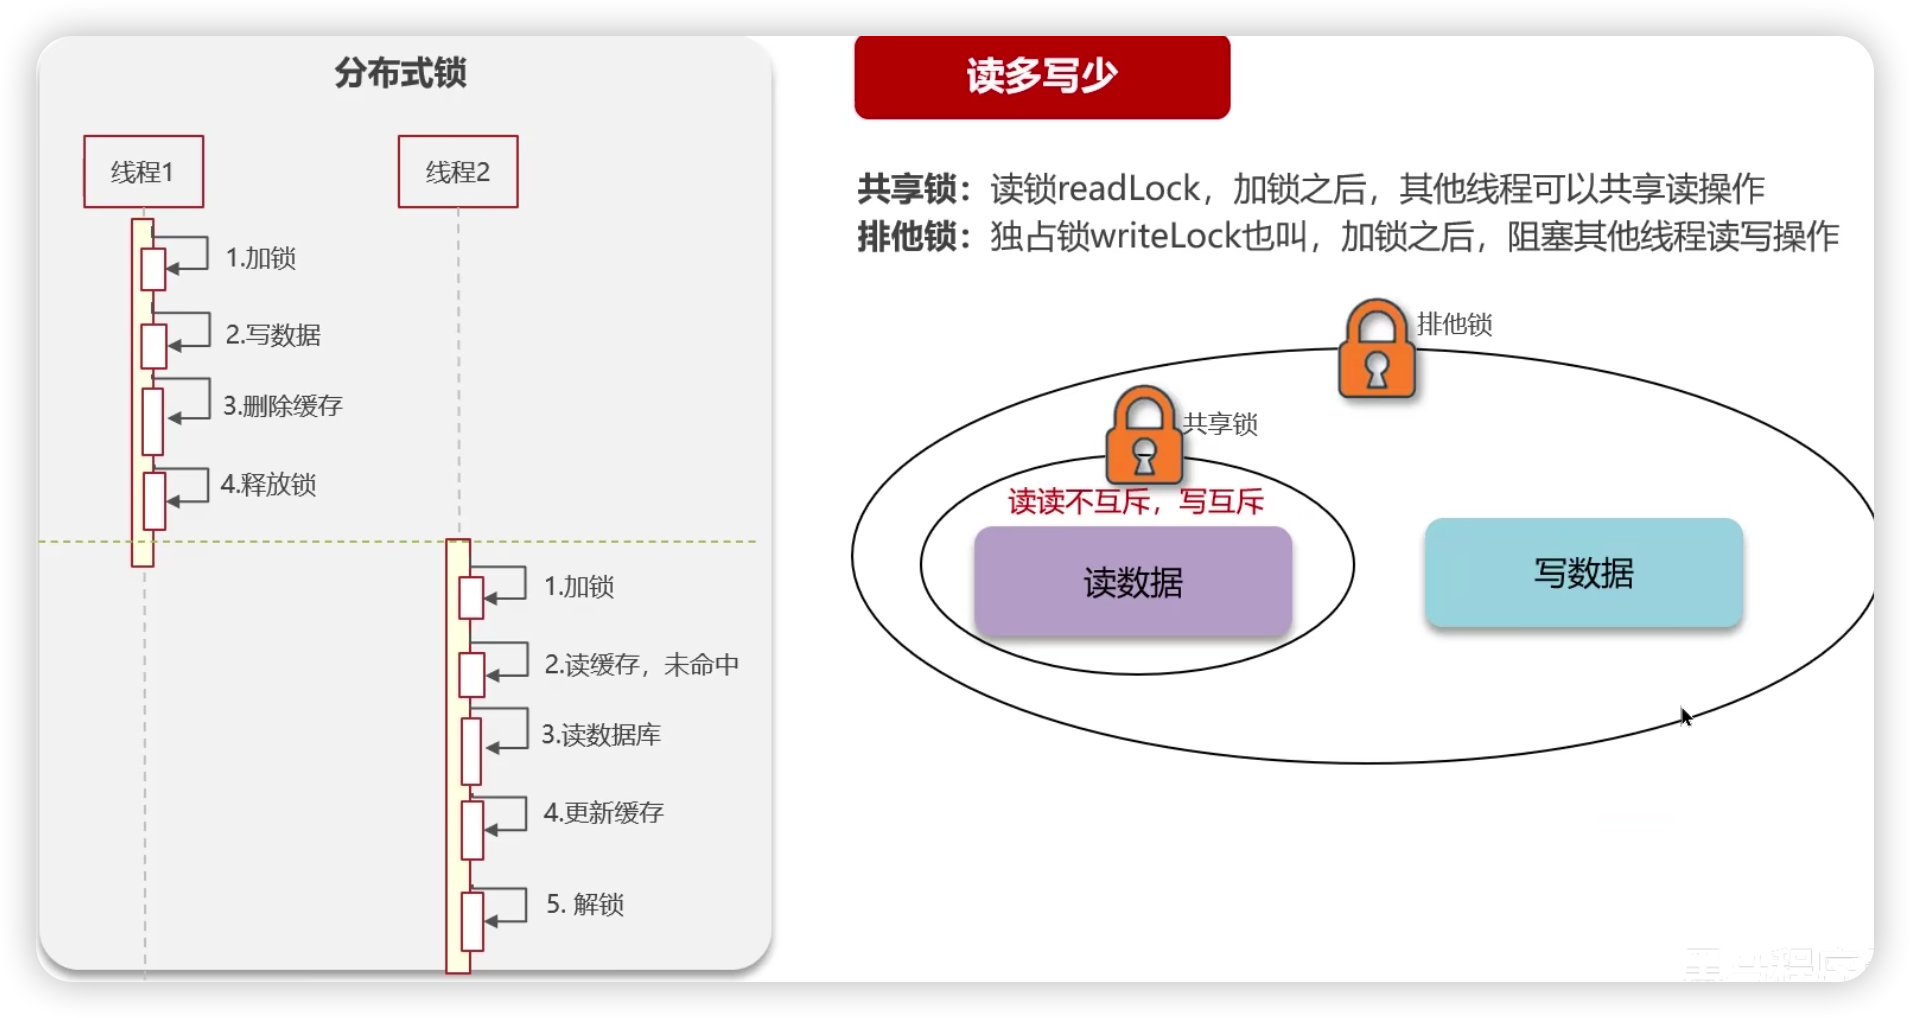 分布式锁
线程1
线程2
1.加锁
2.写数据
3.删除缓存
4.释放锁
1.加锁
2.读缓存，未命中
3.读数据库
4.更新缓存
5. 解锁
读多写少
共享锁：读锁readLock，加锁之后，其他线程可以共享读操作
排他锁：独占锁writeLock也叫，加锁之后，阻塞其他线程读写操作
排他锁
共享锁
读读不互斥，写互斥
读数据
写数据